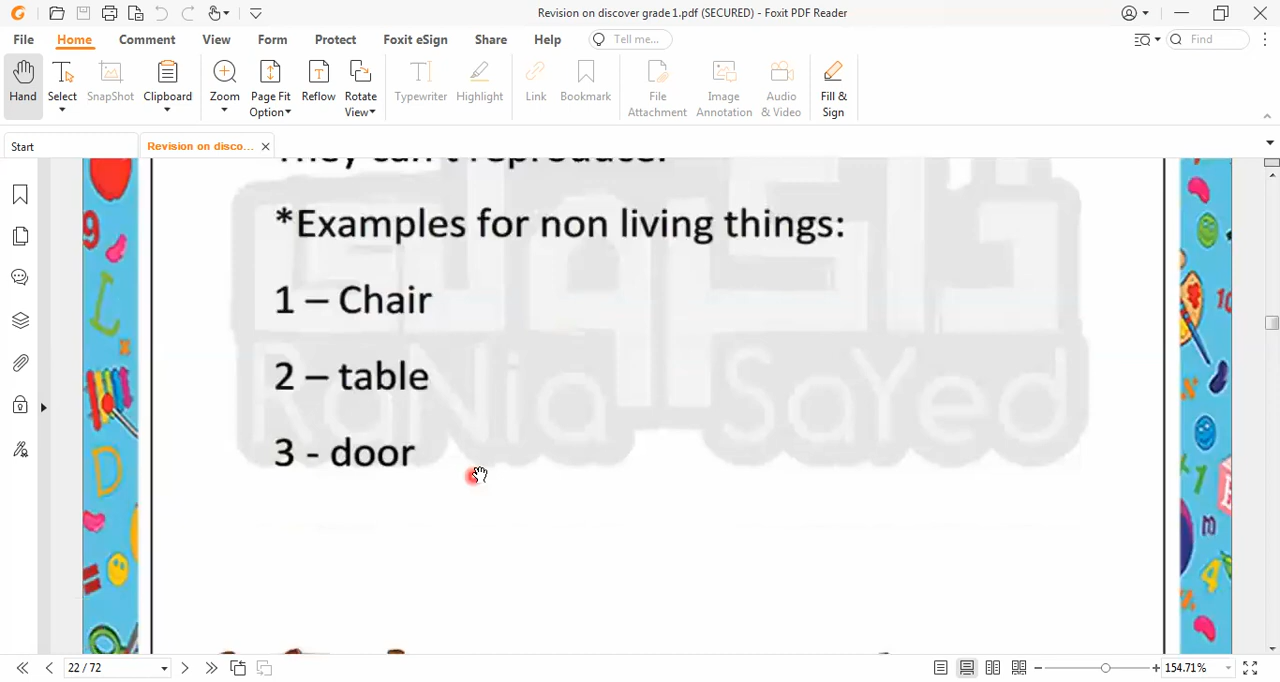 Revision on discover grade 1.pdf (SECURED) - Foxit PDF Reader
File Home Comment View Form Protect Foxit eSign Share Help Tell me... Find
Hand Select SnapShot Clipboard Zoom Page Fit Option Reflow Rotate View Typewriter Highlight Link Bookmark File Attachment Image Annotation Audio & Video Fill & Sign
Start Revision on disco...
They can't reproduce.
*Examples for non living things:
1 – Chair
2 – table
3 - door
RaNia SaYed
22 / 72 154.71%